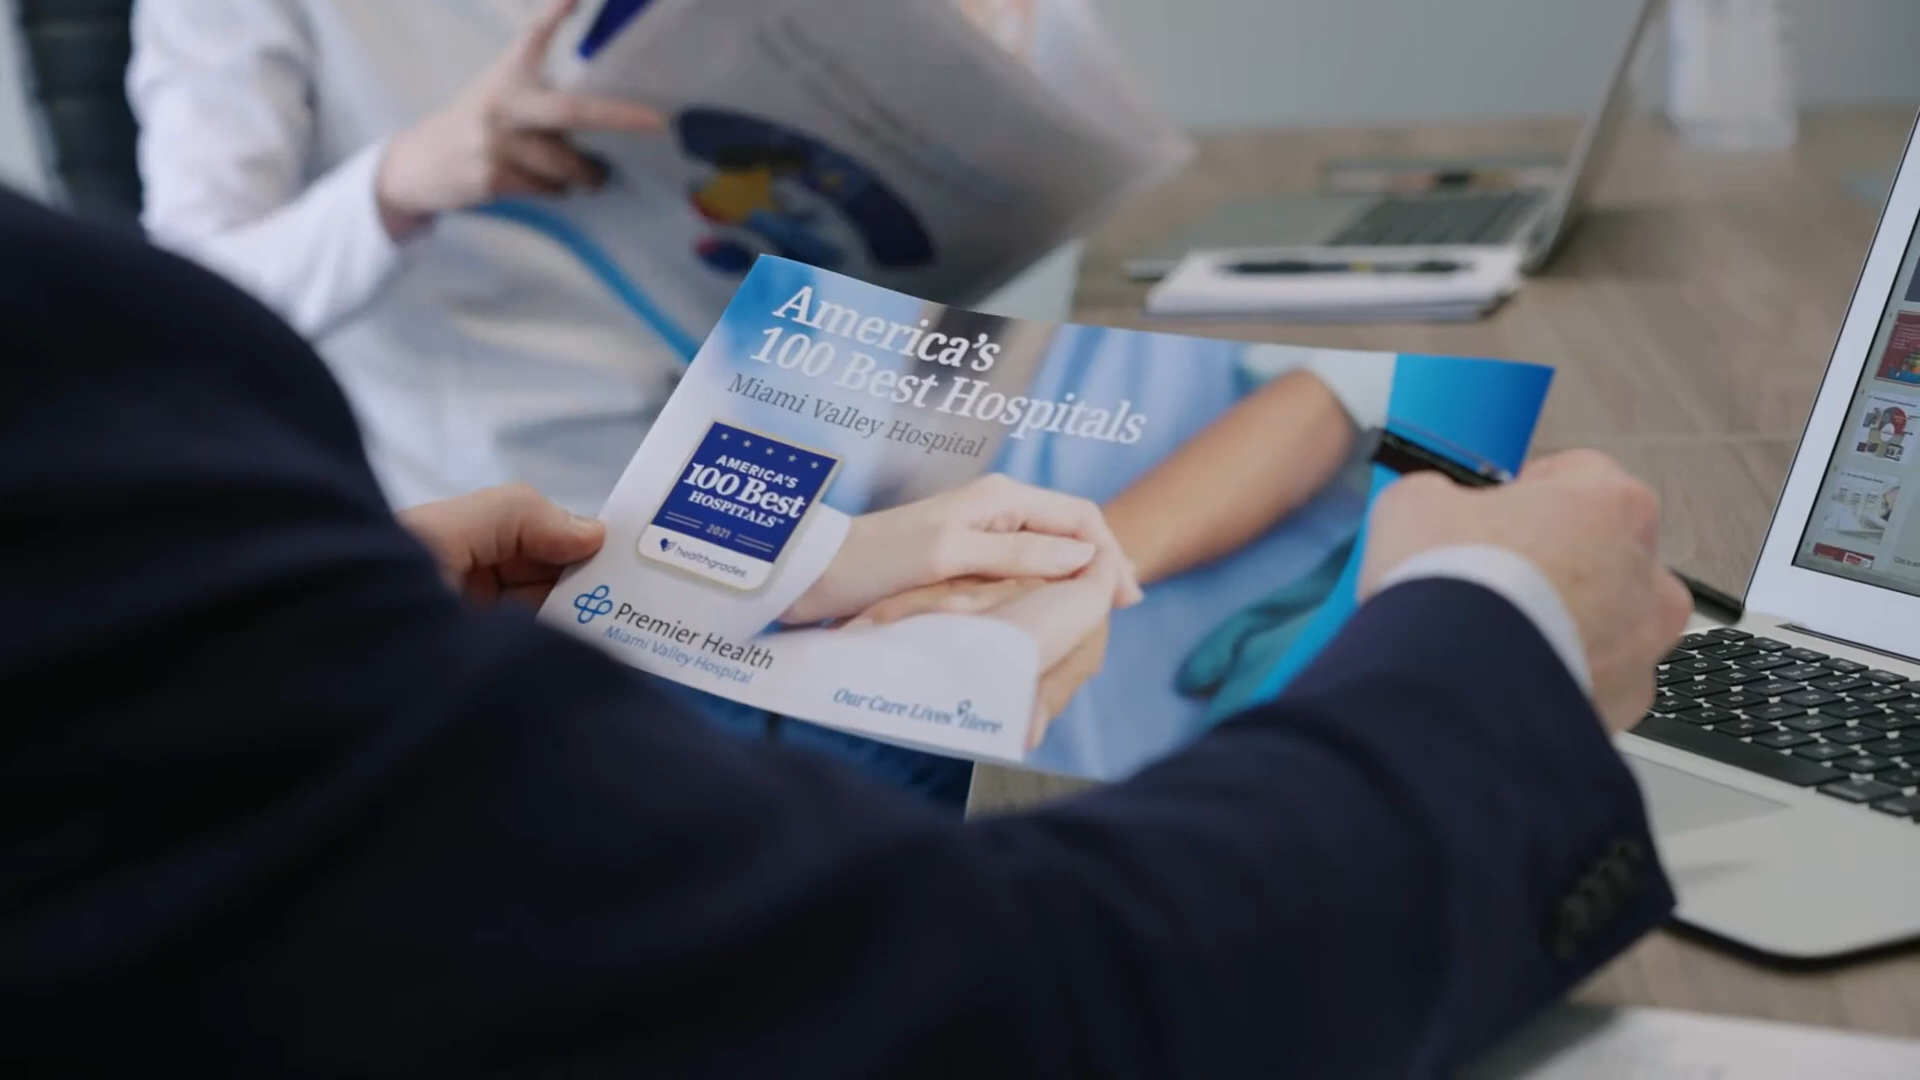 America's
100 Best Hospitals
Miami Valley Hospital
AMERICA'S
100 Best
HOSPITALS™
2021
healthgrades
Premier Health
Miami Valley Hospital
Our Care Lives Here